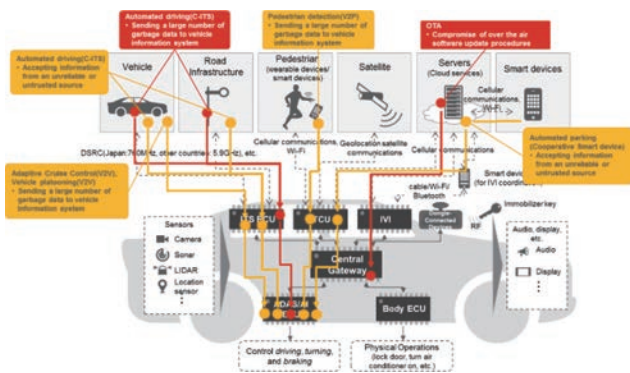 Automated driving(C-ITS)
• Sending a large number of
garbage data to vehicle
information system
Pedestrian detection(V2P)
• Sending a large number of
garbage data to vehicle
information system
OTA
• Compromise of over the air
software update procedures
Automated driving(C-ITS)
• Accepting information
from an unreliable or
untrusted source
Vehicle
Road
Infrastructure
Pedestrian
(wearable devices/
smart devices)
Satellite
Servers
(Cloud services)
Smart devices
Cellular
communications,
Wi-Fi
Automated parking
(Cooperative Smart device)
• Accepting information
from an unreliable or
untrusted source
DSRC(Japan:760MHz, other countries: 5.9GHz), etc.
Cellular communications,
Wi-Fi
Geolocation satellite
communications
Cellular communications
Adaptive Cruise Control(V2V),
Vehicle platooning(V2V)
• Sending a large number of
garbage data to vehicle
information system
Smart device
(for IVI coordination)
cable/Wi-Fi/
Bluetooth
ITS ECU
TCU
IVI
Dongle-
Connected
Devices
RF
Immobilizer key
Sensors
Camera
Sonar
LIDAR
Location
sensor
Central
Gateway
Audio, display,
etc.
Audio
Display
ADAS/AD
ECU
Body ECU
Control driving, turning,
and braking
Physical Operations
(lock door, turn air
conditioner on, etc.)